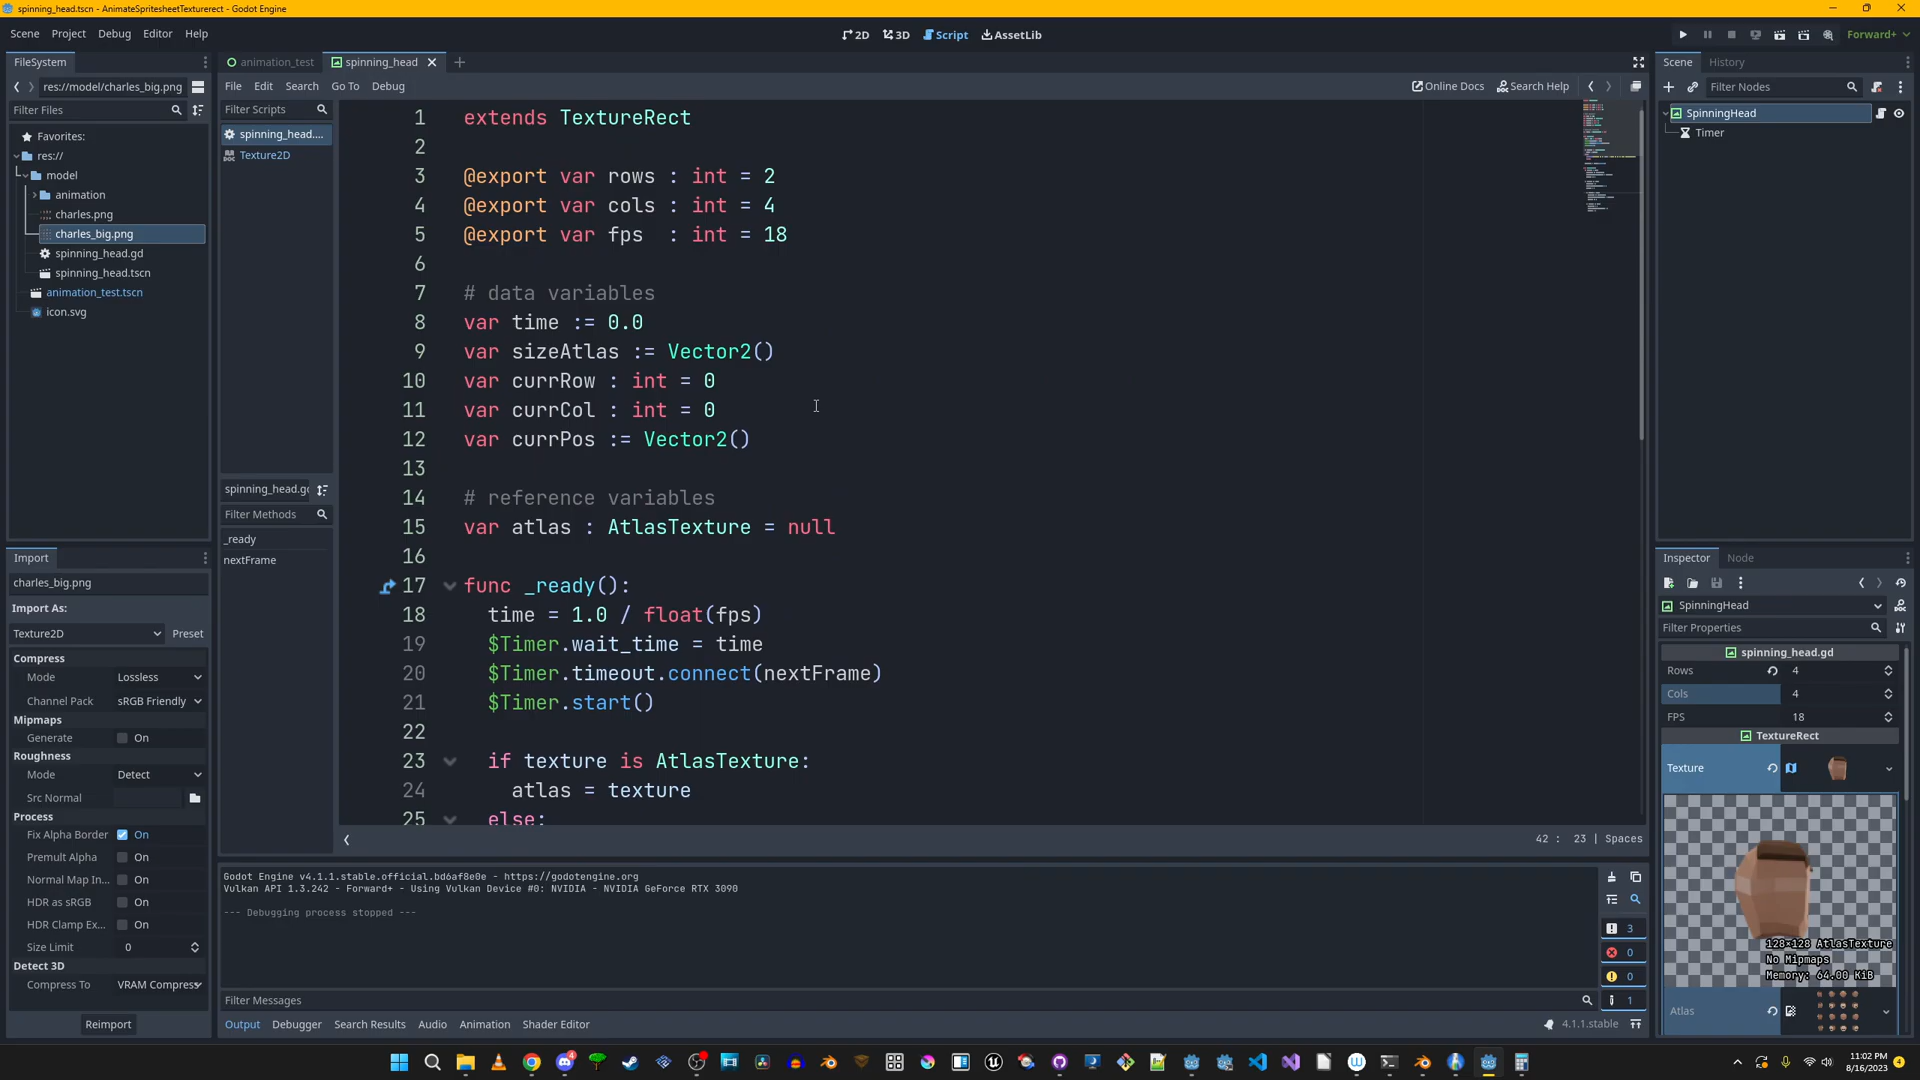 spinning_head.tscn - AnimateSpritesheetTexturerect - Godot Engine
Scene Project Debug Editor Help
2D 3D Script AssetLib
Forward+
FileSystem
res://model/charles_big.png
Filter Files
Favorites:
res://
model
animation
charles.png
charles_big.png
spinning_head.gd
spinning_head.tscn
animation_test.tscn
icon.svg
Import
charles_big.png
Import As:
Texture2D Preset
Compress
Mode Lossless
Channel Pack sRGB Friendly
Mipmaps
Generate On
Roughness
Mode Detect
Src Normal
Process
Fix Alpha Border On
Premult Alpha On
Normal Map In... On
HDR as sRGB On
HDR Clamp Ex... On
Size Limit 0
Detect 3D
Compress To VRAM Compress
Reimport
animation_test spinning_head
File Edit Search Go To Debug
Online Docs Search Help
Filter Scripts
spinning_head....
Texture2D
spinning_head.gd
Filter Methods
_ready
nextFrame
1 extends TextureRect
2
3 @export var rows : int = 2
4 @export var cols : int = 4
5 @export var fps  : int = 18
6
7 # data variables
8 var time := 0.0
9 var sizeAtlas := Vector2()
10 var currRow : int = 0
11 var currCol : int = 0
12 var currPos := Vector2()
13
14 # reference variables
15 var atlas : AtlasTexture = null
16
17 func _ready():
18 time = 1.0 / float(fps)
19 $Timer.wait_time = time
20 $Timer.timeout.connect(nextFrame)
21 $Timer.start()
22
23 if texture is AtlasTexture:
24 atlas = texture
25 else:
42 : 23 | Spaces
Godot Engine v4.1.1.stable.official.bd6af8e0e - https://godotengine.org
Vulkan API 1.3.242 - Forward+ - Using Vulkan Device #0: NVIDIA - NVIDIA GeForce RTX 3090
--- Debugging process stopped ---
3
0
0
1
Filter Messages
Output Debugger Search Results Audio Animation Shader Editor
4.1.1.stable
Scene History
Filter Nodes
SpinningHead
Timer
Inspector Node
SpinningHead
Filter Properties
spinning_head.gd
Rows 4
Cols 4
FPS 18
TextureRect
Texture
128×128 AtlasTexture
No Mipmaps
Memory: 64.00 KiB
Atlas
11:02 PM
8/16/2023